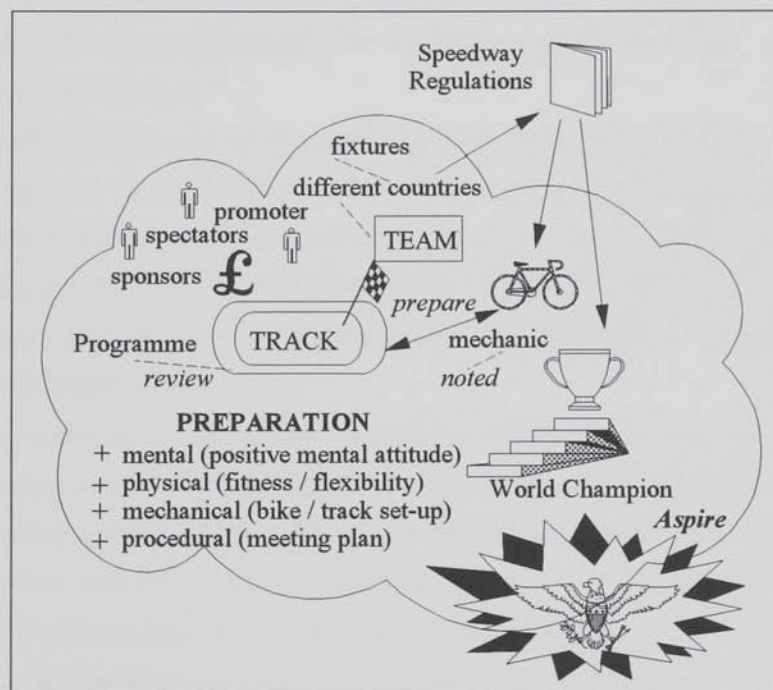 Speedway
Regulations
fixtures
different countries
promoter
spectators
TEAM
sponsors
£
prepare
Programme
TRACK
mechanic
review
noted
PREPARATION
+ mental (positive mental attitude)
+ physical (fitness / flexibility)
+ mechanical (bike / track set-up)
+ procedural (meeting plan)
World Champion
Aspire